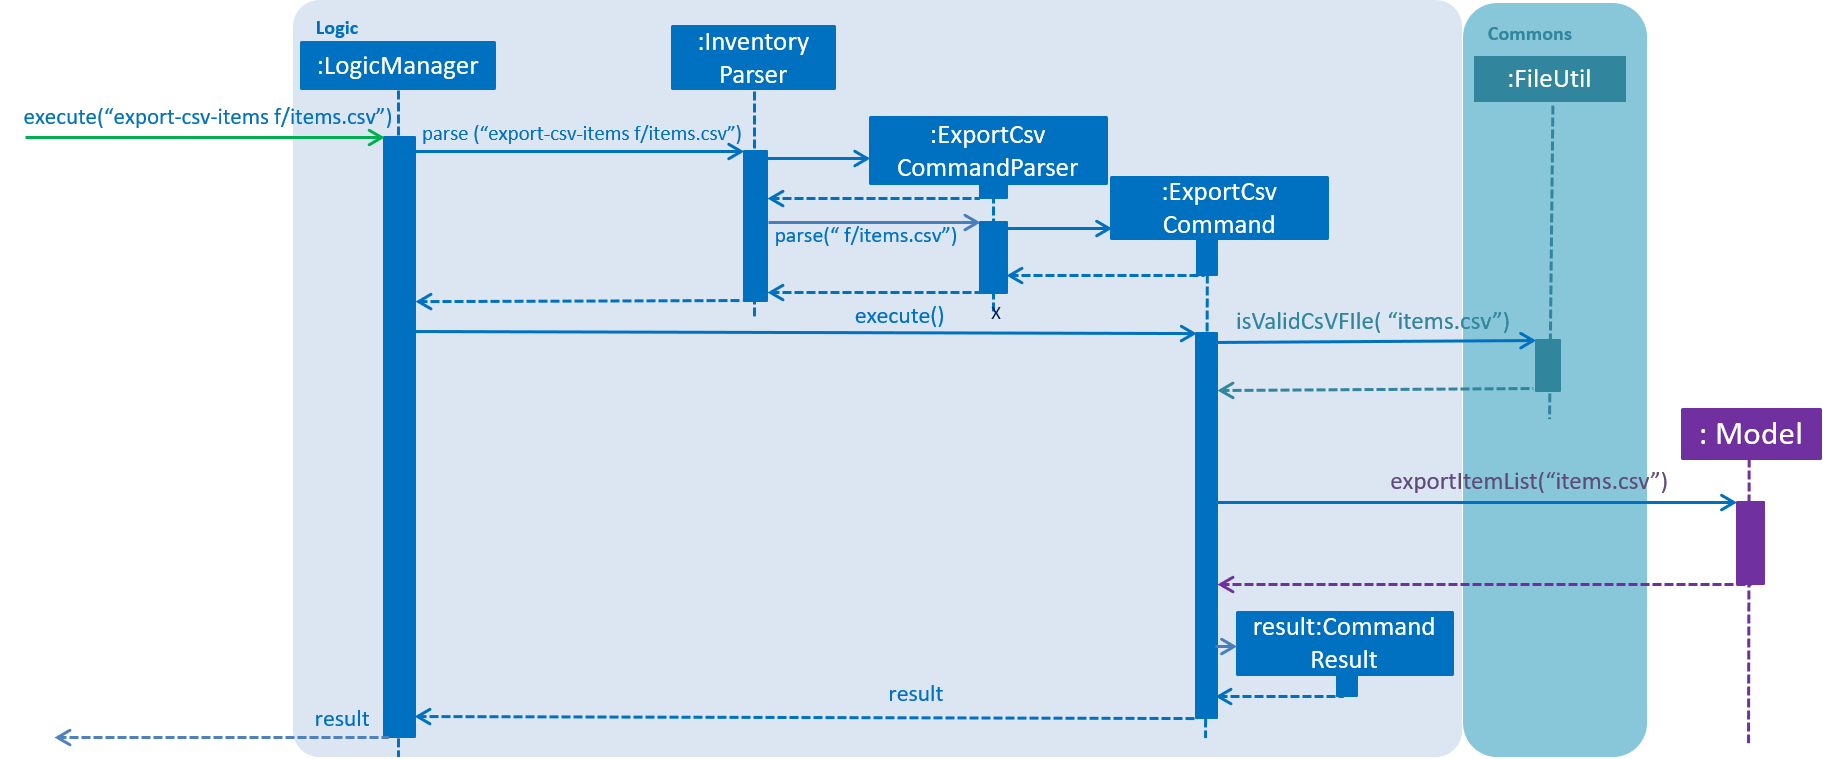 Logic
Commons
:LogicManager
:Inventory
Parser
:FileUtil
execute(“export-csv-items f/items.csv”)
parse (“export-csv-items f/items.csv”)
:ExportCsv
CommandParser
:ExportCsv
Command
parse(“ f/items.csv”)
X
execute()
isValidCsVFIle( “items.csv”)
: Model
exportItemList(“items.csv”)
result:Command
Result
result
result